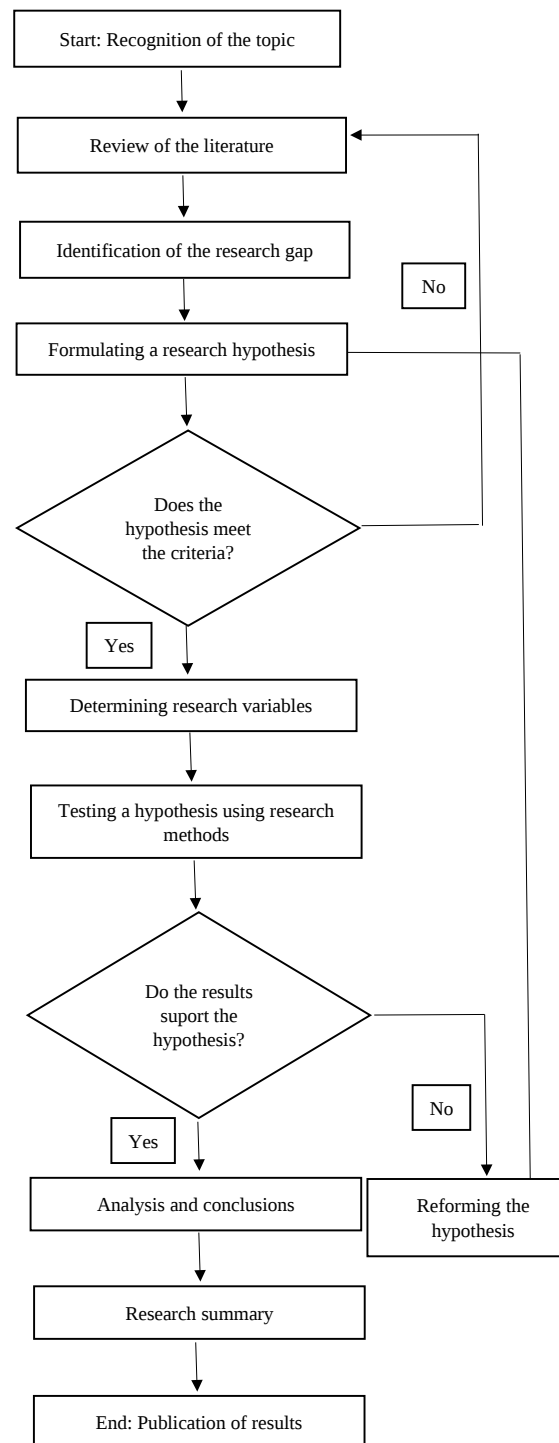 Start: Recognition of the topic
Review of the literature
Identification of the research gap
No
Formulating a research hypothesis
Does the
hypothesis meet
the criteria?
Yes
Determining research variables
Testing a hypothesis using research
methods
Do the results
suport the
hypothesis?
No
Yes
Analysis and conclusions
Reforming the
hypothesis
Research summary
End: Publication of results